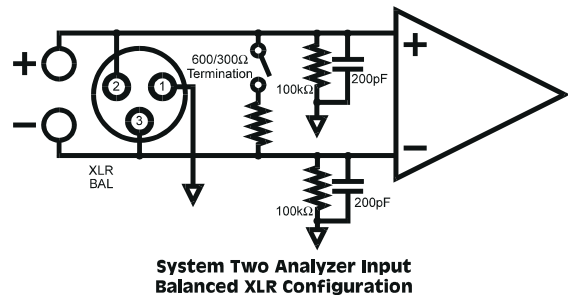 +
600/300Ω
Termination
+
2
1
100kΩ
200pF
−
3
−
XLR
BAL
100kΩ
200pF
System Two Analyzer Input
Balanced XLR Configuration